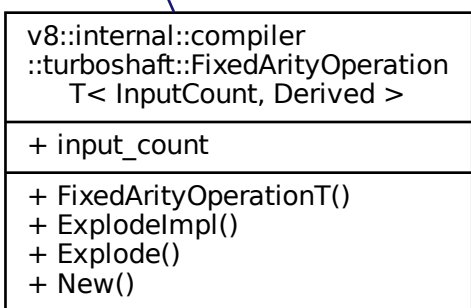 v8::internal::compiler
::turboshaft::FixedArityOperation
T< InputCount, Derived >
+ input_count
+ FixedArityOperationT()
+ ExplodeImpl()
+ Explode()
+ New()